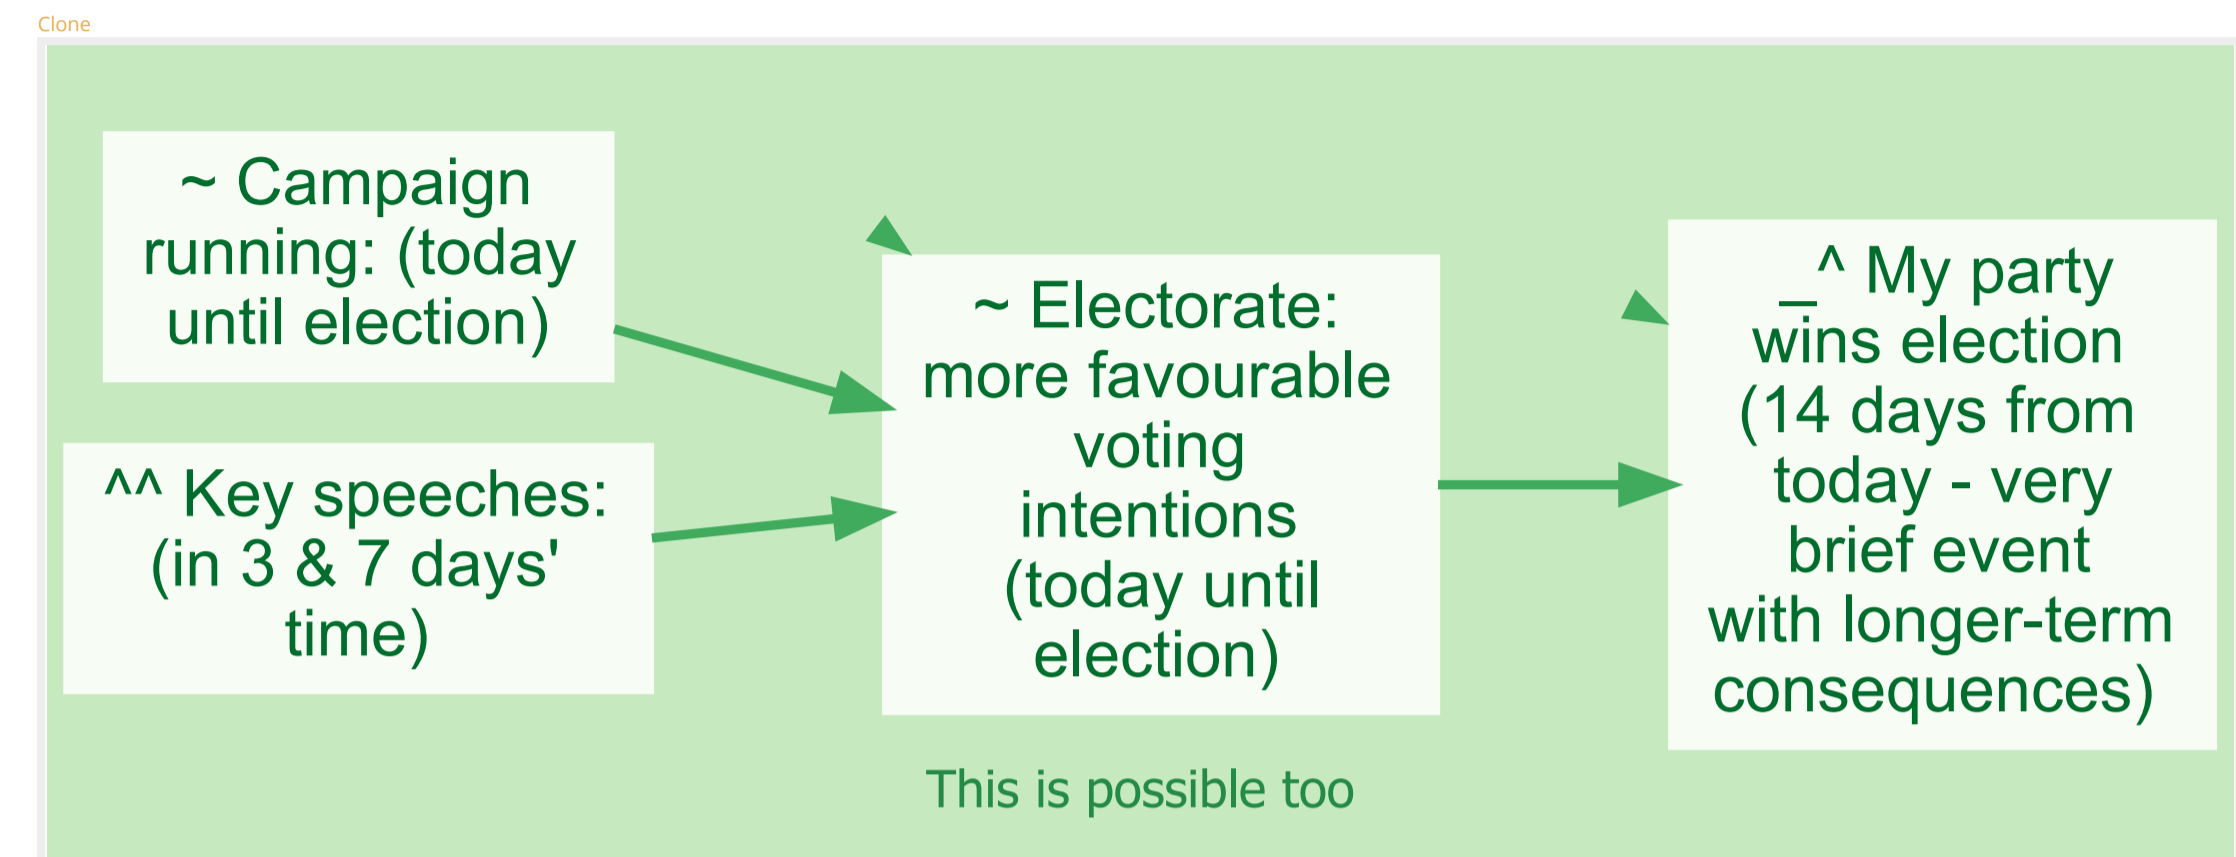 Clone
~ Campaign
running: (today
until election)
^^ Key speeches:
(in 3 & 7 days'
time)
~ Electorate:
more favourable
voting
intentions
(today until
election)
_^ My party
wins election
(14 days from
today - very
brief event
with longer-term
consequences)
This is possible too